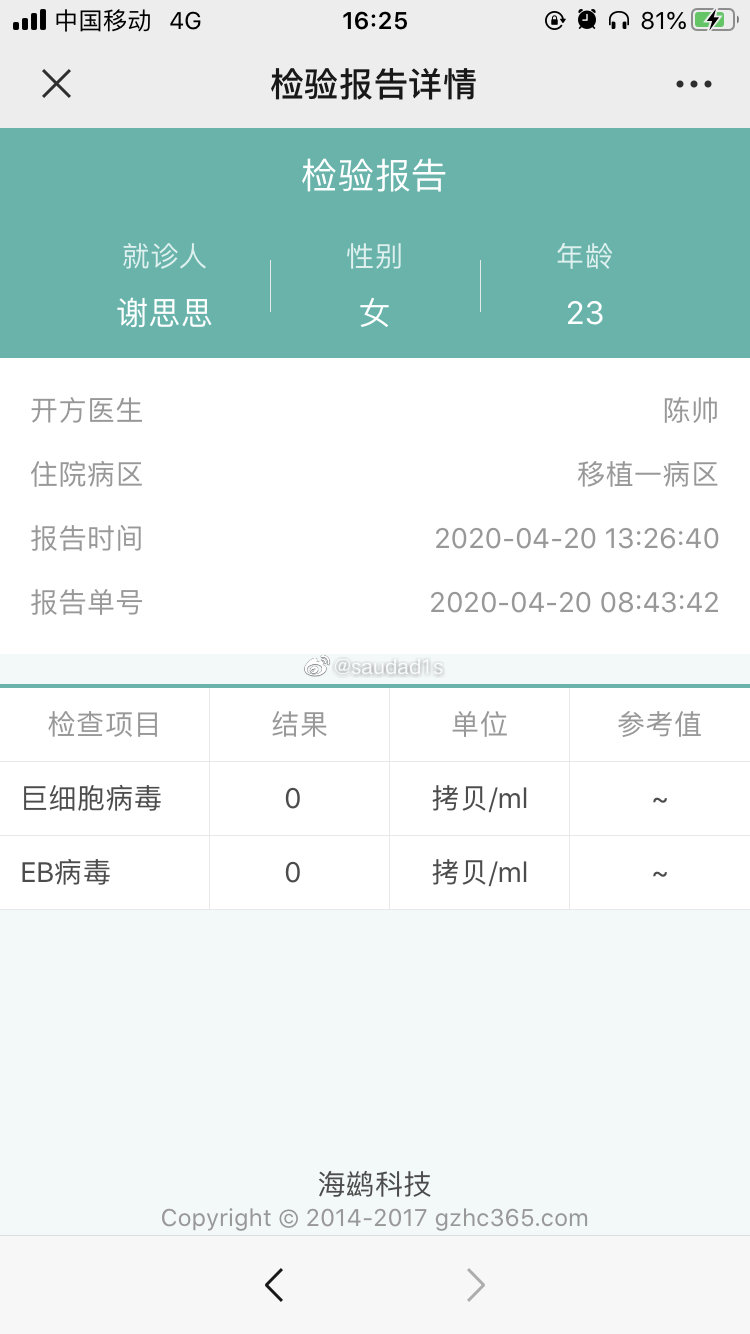 中国移动 4G 16:25 81%
检验报告详情
检验报告
就诊人 性别 年龄
谢思思 女 23
开方医生 陈帅
住院病区 移植一病区
报告时间 2020-04-20 13:26:40
报告单号 2020-04-20 08:43:42
@saudad1s
检查项目 结果 单位 参考值
巨细胞病毒 0 拷贝/ml ~
EB病毒 0 拷贝/ml ~
海鹚科技
Copyright © 2014-2017 gzhc365.com